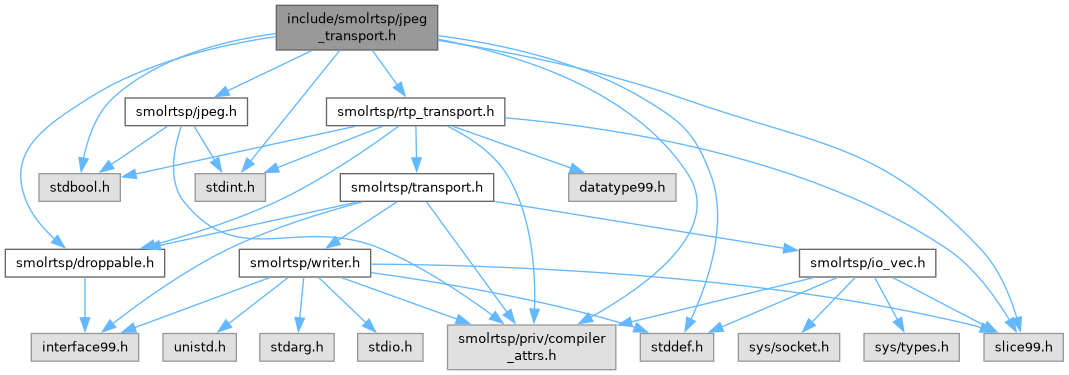 include/smolrtsp/jpeg
_transport.h
smolrtsp/jpeg.h
smolrtsp/rtp_transport.h
stdbool.h
stdint.h
smolrtsp/transport.h
datatype99.h
smolrtsp/droppable.h
smolrtsp/writer.h
smolrtsp/io_vec.h
interface99.h
unistd.h
stdarg.h
stdio.h
smolrtsp/priv/compiler
_attrs.h
stddef.h
sys/socket.h
sys/types.h
slice99.h